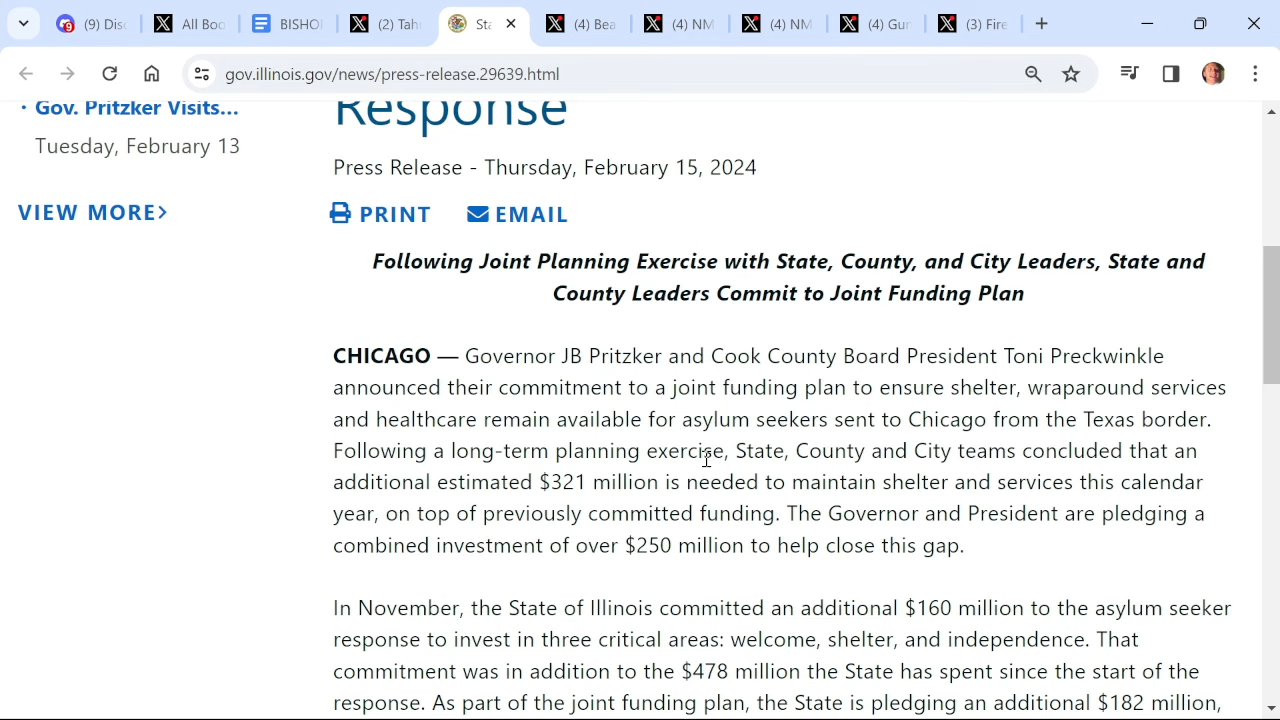 (9) Disc
All Boo
BISHO
(2) Tah
Sta
(4) Bea
(4) NM
(4) NM
(4) Gur
(3) Fire
gov.illinois.gov/news/press-release.29639.html
• Gov. Pritzker Visits...
Tuesday, February 13
VIEW MORE>
Response
Press Release - Thursday, February 15, 2024
PRINT EMAIL
Following Joint Planning Exercise with State, County, and City Leaders, State and
County Leaders Commit to Joint Funding Plan
CHICAGO — Governor JB Pritzker and Cook County Board President Toni Preckwinkle
announced their commitment to a joint funding plan to ensure shelter, wraparound services
and healthcare remain available for asylum seekers sent to Chicago from the Texas border.
Following a long-term planning exercise, State, County and City teams concluded that an
additional estimated $321 million is needed to maintain shelter and services this calendar
year, on top of previously committed funding. The Governor and President are pledging a
combined investment of over $250 million to help close this gap.
In November, the State of Illinois committed an additional $160 million to the asylum seeker
response to invest in three critical areas: welcome, shelter, and independence. That
commitment was in addition to the $478 million the State has spent since the start of the
response. As part of the joint funding plan, the State is pledging an additional $182 million,